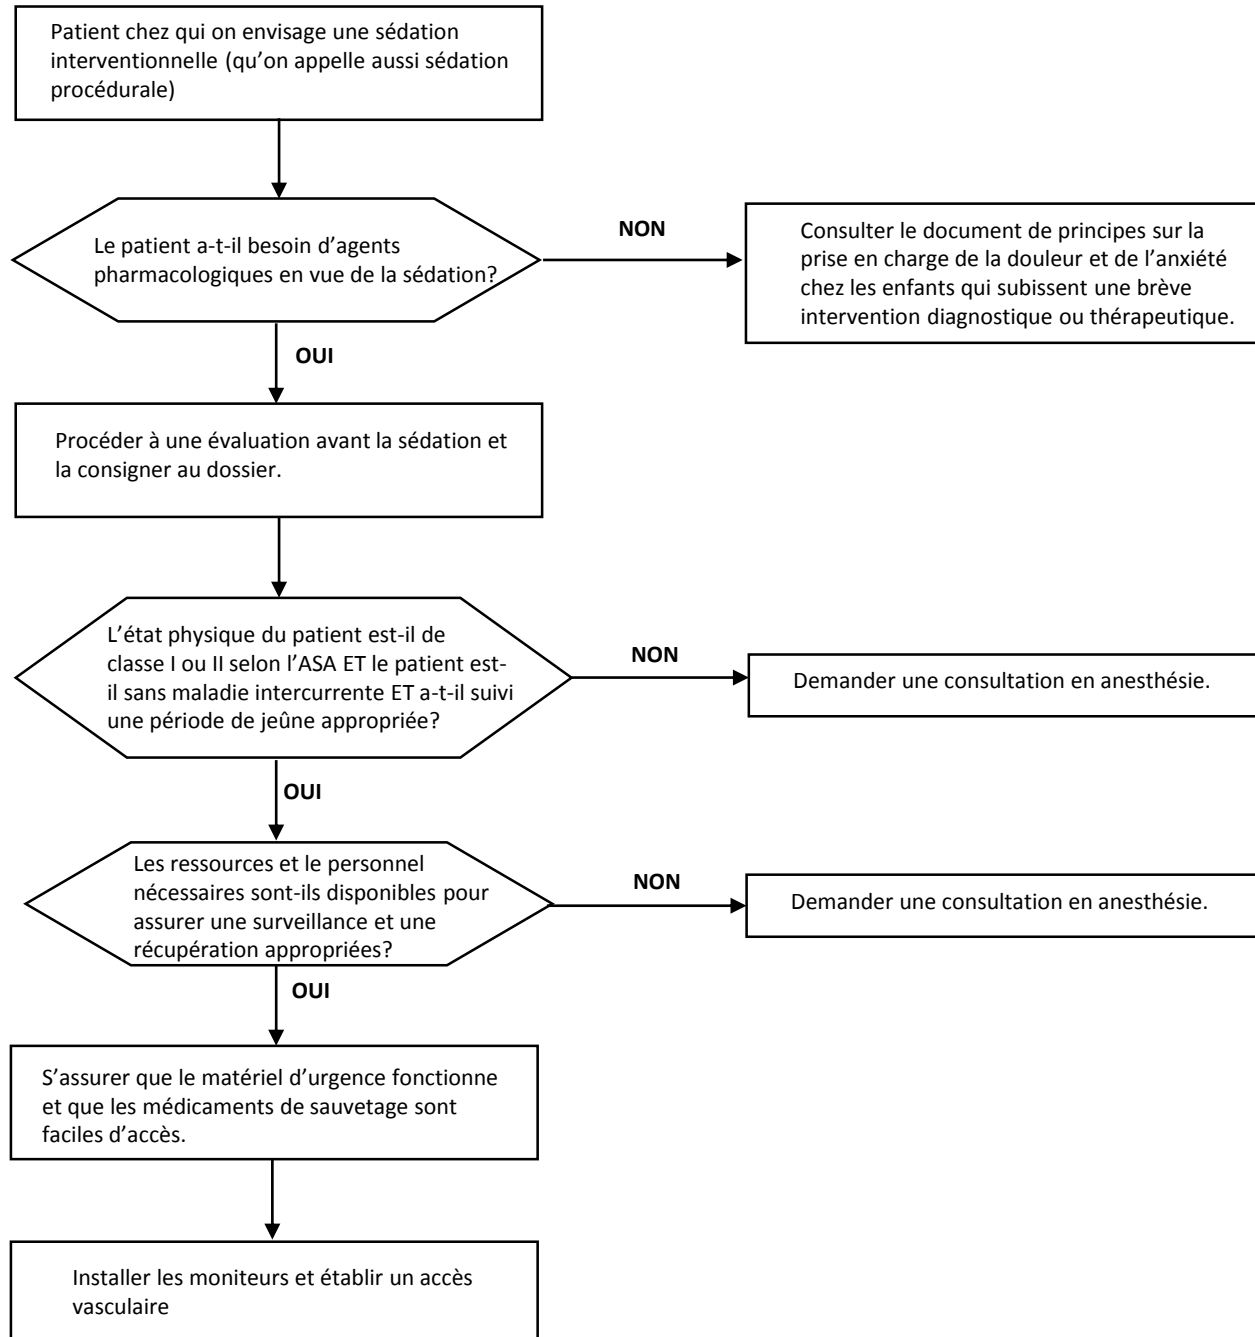 Patient chez qui on envisage une sédation
interventionnelle (qu’on appelle aussi sédation
procédurale)
Le patient a-t-il besoin d’agents
pharmacologiques en vue de la sédation?
NON
Consulter le document de principes sur la
prise en charge de la douleur et de l’anxiété
chez les enfants qui subissent une brève
intervention diagnostique ou thérapeutique.
OUI
Procéder à une évaluation avant la sédation et
la consigner au dossier.
L’état physique du patient est-il de
classe I ou II selon l’ASA ET le patient est-
il sans maladie intercurrente ET a-t-il suivi
une période de jeûne appropriée?
NON
Demander une consultation en anesthésie.
OUI
Les ressources et le personnel
nécessaires sont-ils disponibles pour
assurer une surveillance et une
récupération appropriées?
NON
Demander une consultation en anesthésie.
OUI
S’assurer que le matériel d’urgence fonctionne
et que les médicaments de sauvetage sont
faciles d’accès.
Installer les moniteurs et établir un accès
vasculaire